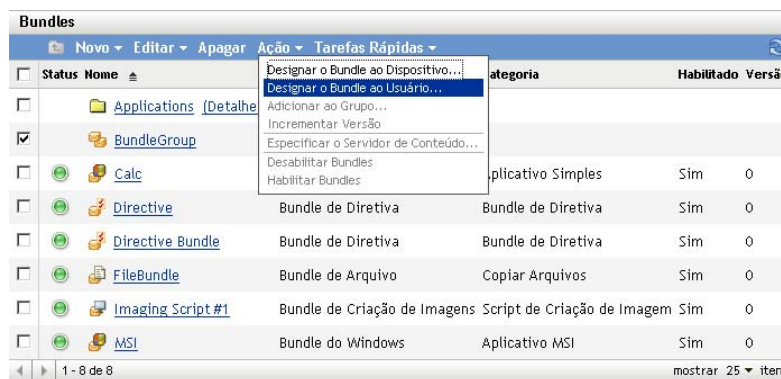 Bundles
Novo Editar Apagar Ação Tarefas Rápidas
Designar o Bundle ao Dispositivo...
Designar o Bundle ao Usuário...
Adicionar ao Grupo...
Incrementar Versão
Especificar o Servidor de Conteúdo...
Desabilitar Bundles
Habilitar Bundles
Status Nome ategoria Habilitado Versã
Applications (Detalhe
BundleGroup
Calc plicativo Simples Sim 0
Directive Bundle de Diretiva Bundle de Diretiva Sim 0
Directive Bundle Bundle de Diretiva Bundle de Diretiva Sim 0
FileBundle Bundle de Arquivo Copiar Arquivos Sim 0
Imaging Script #1 Bundle de Criação de Imagens Script de Criação de Imagem Sim 0
MSI Bundle do Windows Aplicativo MSI Sim 0
1 - 8 de 8 mostrar 25 iten